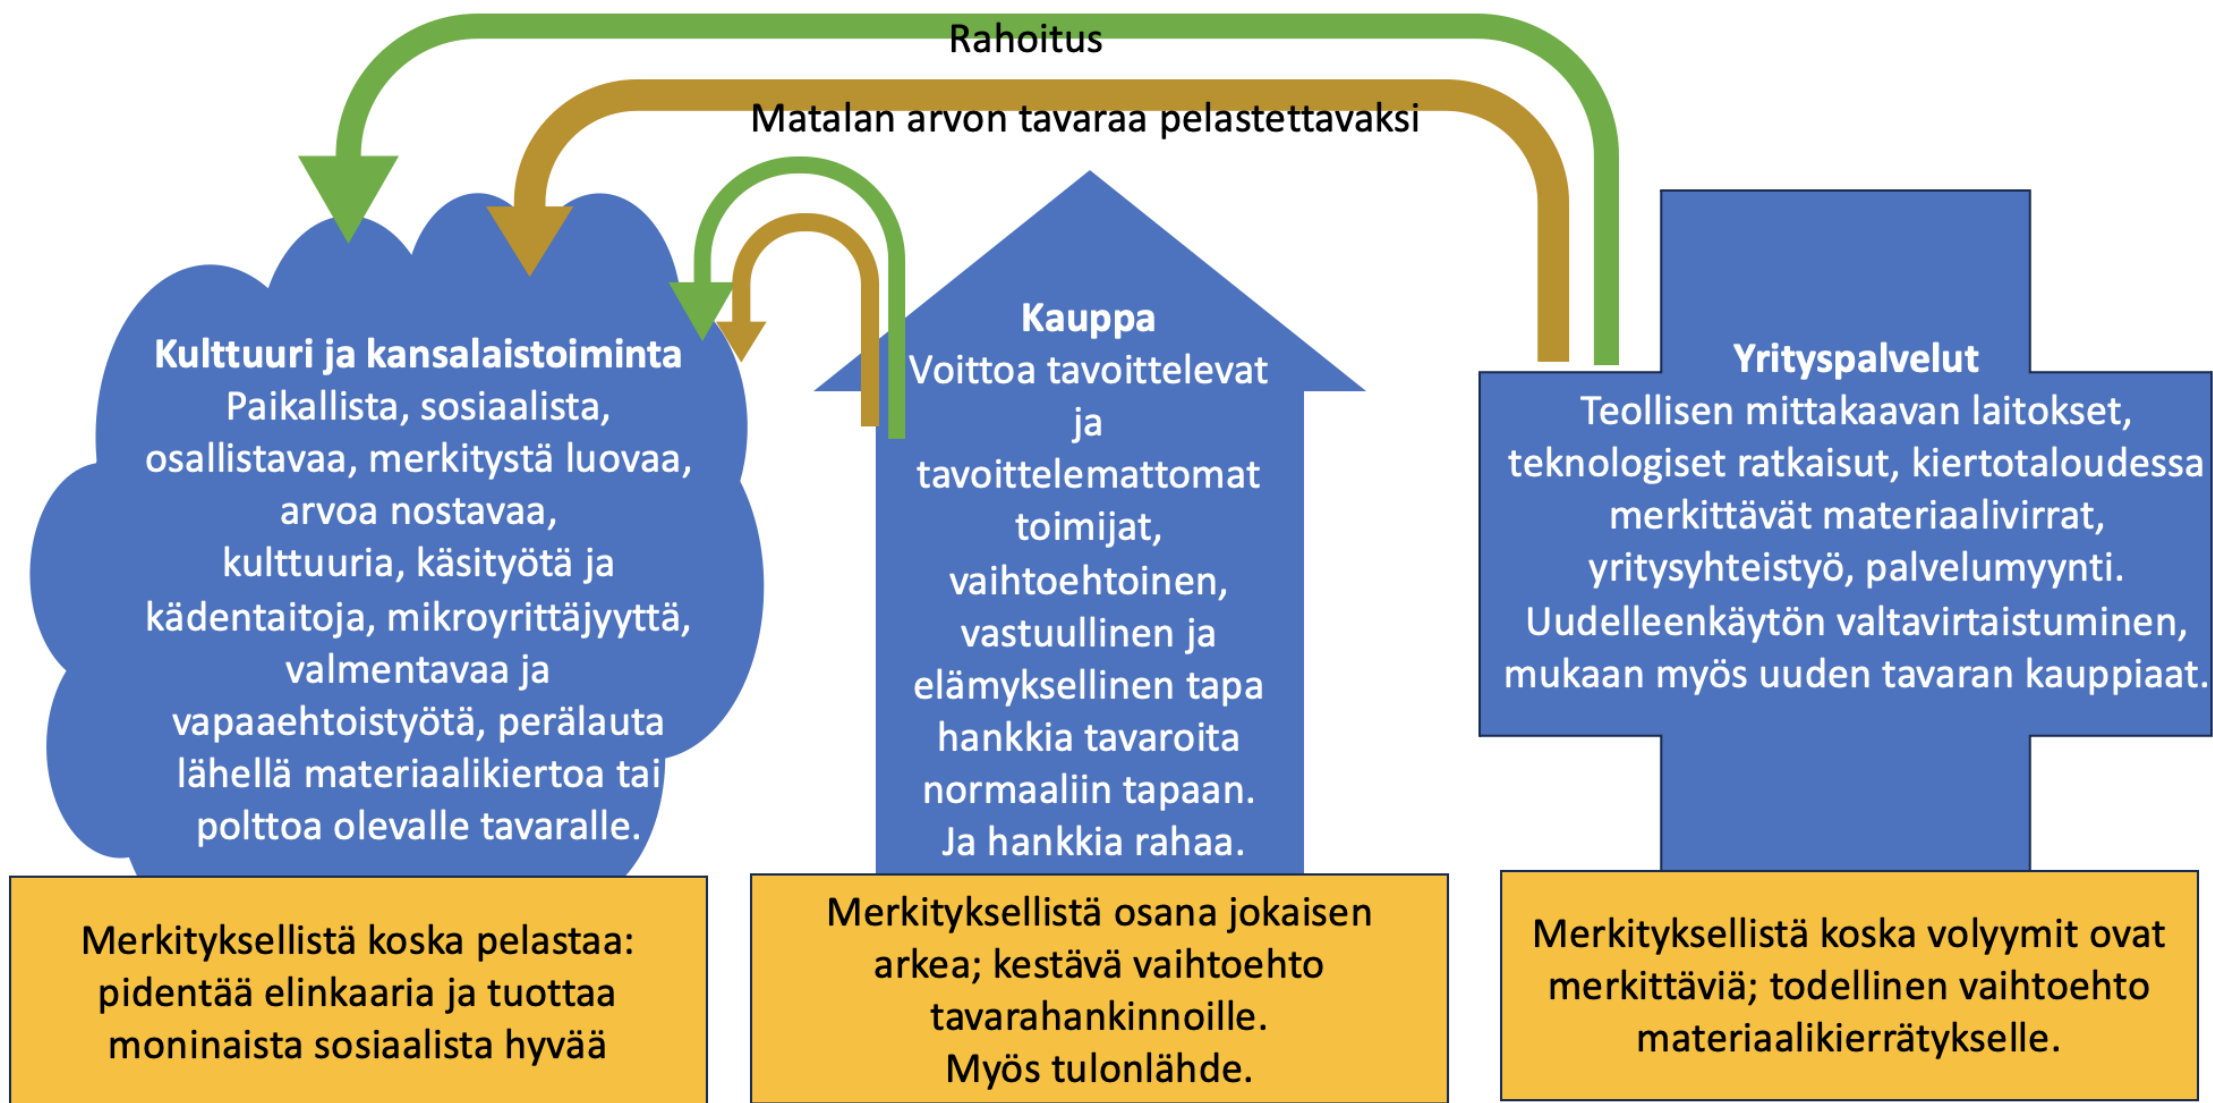 Rahoitus
Matalan arvon tavaraa pelastettavaksi
Kulttuuri ja kansalaistoiminta
Paikallista, sosiaalista,
osallistavaa, merkitystä luovaa,
arvoa nostavaa,
kulttuuria, käsityötä ja
kädentaitoja, mikroyrittäjyyttä,
valmentavaa ja
vapaaehtoistyötä, perälauta
lähellä materiaalikiertoa tai
polttoa olevalle tavaralle.
Merkityksellistä koska pelastaa:
pidentää elinkaaria ja tuottaa
moninaista sosiaalista hyvää
Kauppa
Voittoa tavoittelevat
ja
tavoittelemattomat
toimijat,
vaihtoehtoinen,
vastuullinen ja
elämyksellinen tapa
hankkia tavaroita
normaaliin tapaan.
Ja hankkia rahaa.
Merkityksellistä osana jokaisen
arkea; kestävä vaihtoehto
tavarahankinnoille.
Myös tulonlähde.
Yrityspalvelut
Teollisen mittakaavan laitokset,
teknologiset ratkaisut, kiertotaloudessa
merkittävät materiaalivirrat,
yritysyhteistyö, palvelumyynti.
Uudelleenkäytön valtavirtaistuminen,
mukaan myös uuden tavaran kauppiaat.
Merkityksellistä koska volyymit ovat
merkittäviä; todellinen vaihtoehto
materiaalikierrätykselle.